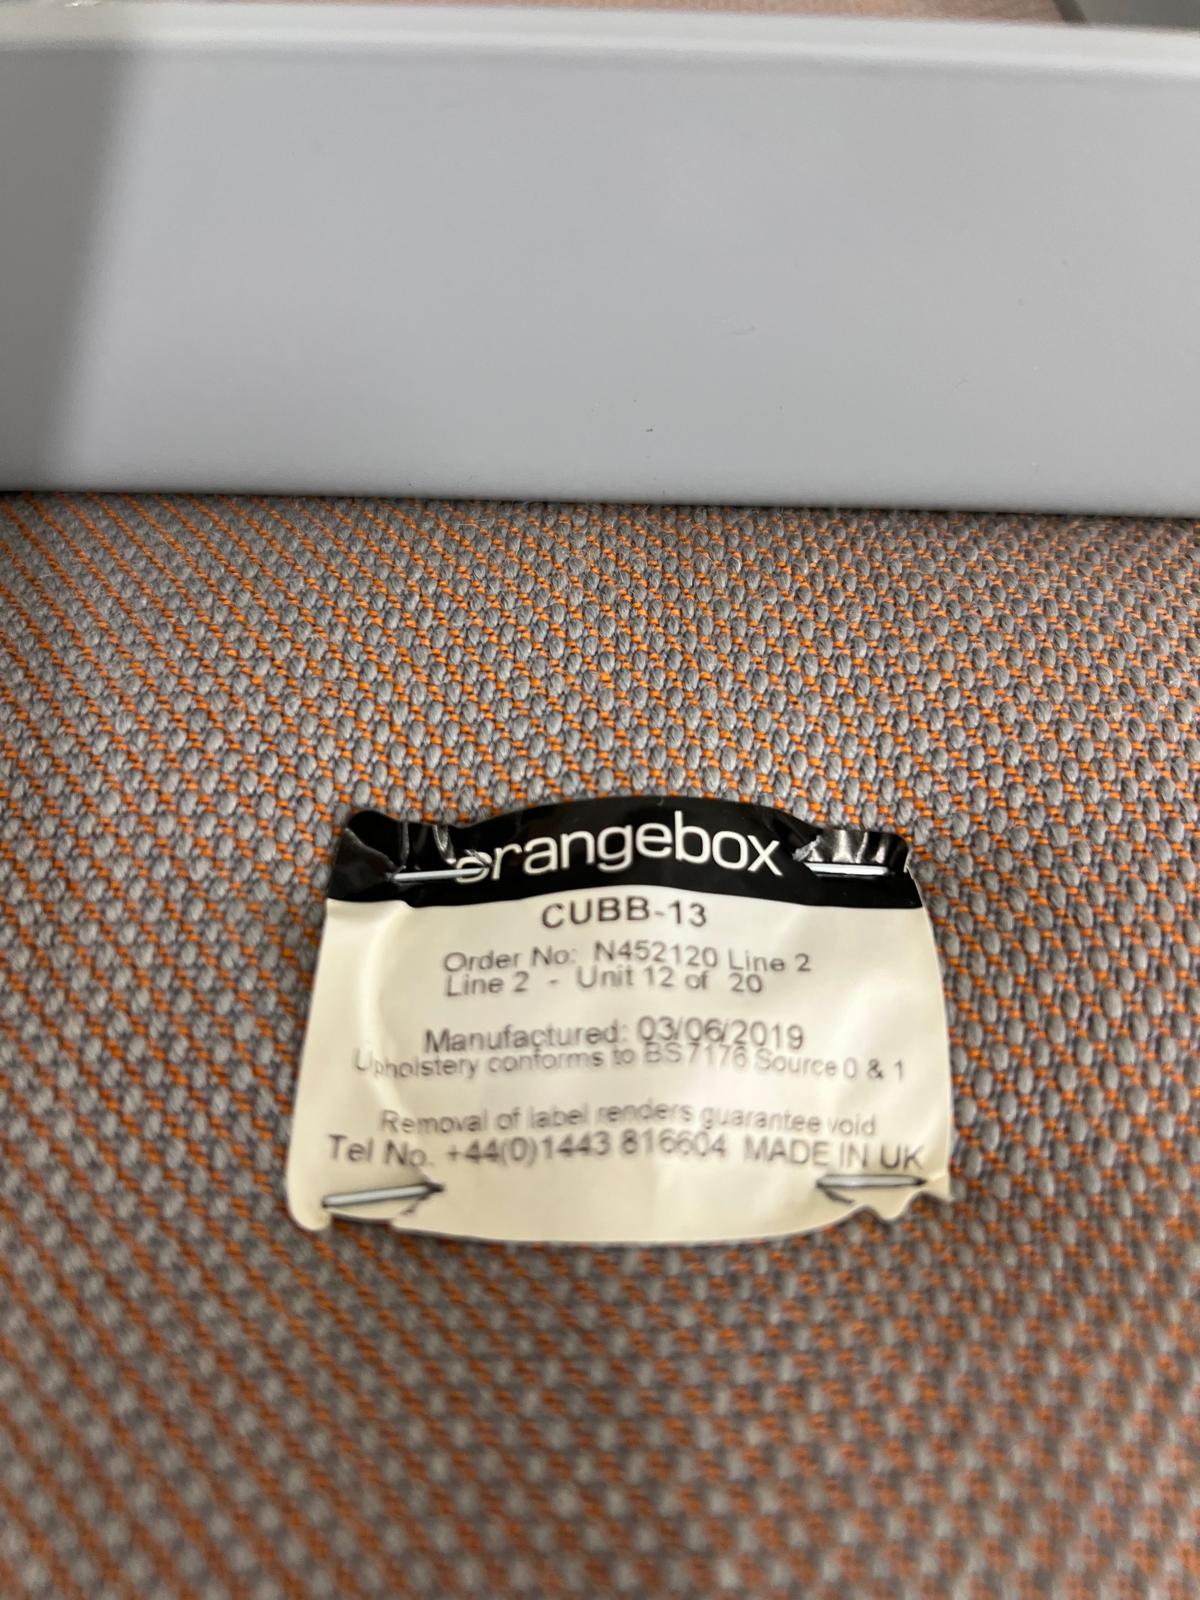 orangebox
CUBB-13
Order No: N452120 Line 2
Line 2 - Unit 12 of 20
Manufactured: 03/06/2019
Upholstery conforms to BS7176 Source 0 & 1
Removal of label renders guarantee void
Tel No. +44(0)1443 816604 MADE IN UK